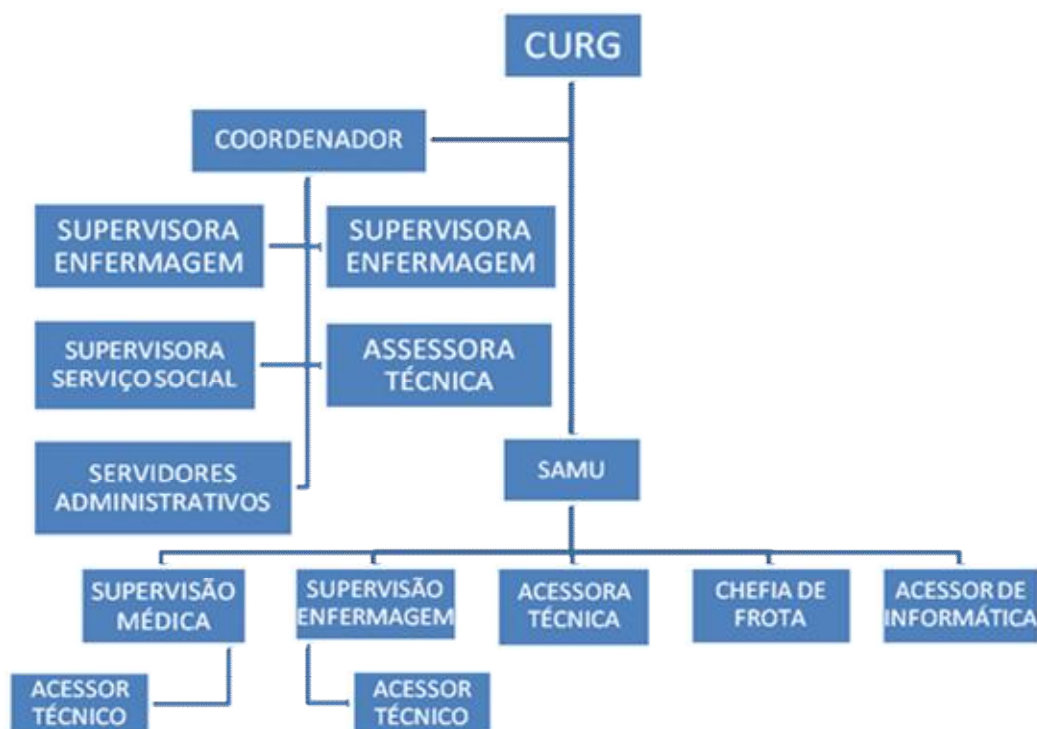 CURG
COORDENADOR
SUPERVISORA
ENFERMAGEM
SUPERVISORA
ENFERMAGEM
SUPERVISORA
SERVIÇO SOCIAL
ASSESSORA
TÉCNICA
SERVIDORES
ADMINISTRATIVOS
SAMU
SUPERVISÃO
MÉDICA
SUPERVISÃO
ENFERMAGEM
ACESSORA
TÉCNICA
CHEFIA DE
FROTA
ACESSOR DE
INFORMÁTICA
ACESSOR
TÉCNICO
ACESSOR
TÉCNICO